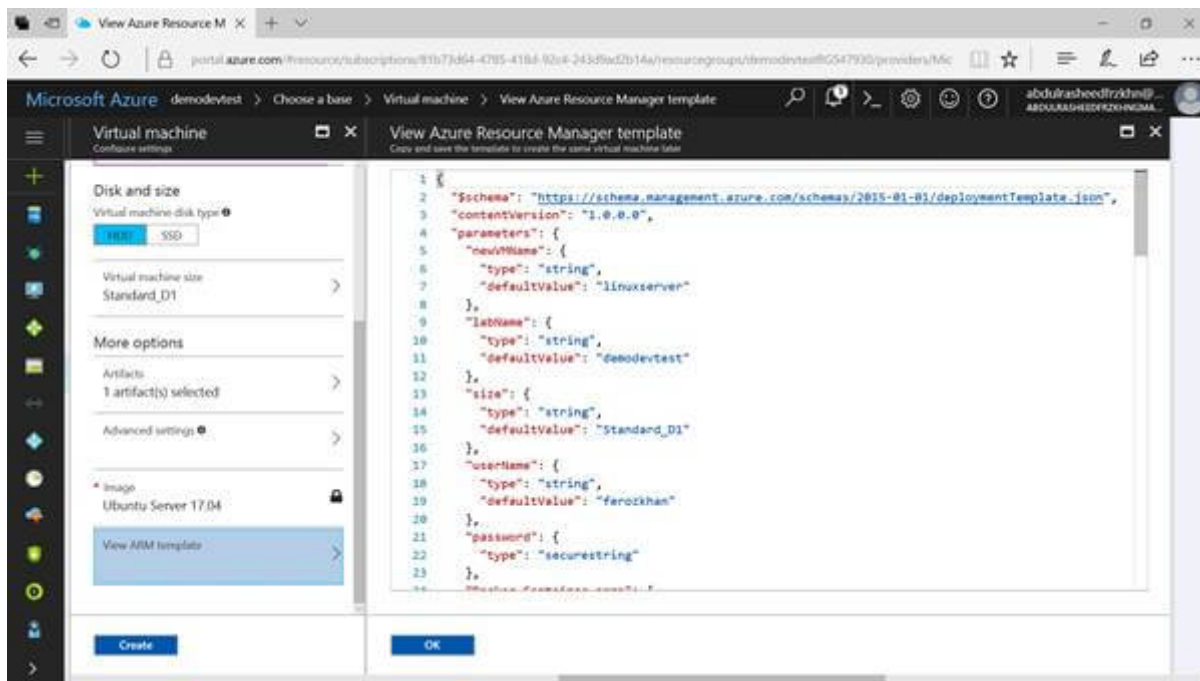 View Azure Resource M
portal.azure.com
Microsoft Azure demodevtest > Choose a base > Virtual machine > View Azure Resource Manager template
abdulrasheedfrzkhn@...
Virtual machine
Configure settings
Disk and size
Virtual machine disk type
HDD SSD
Virtual machine size
Standard_D1
More options
Artifacts
1 artifact(s) selected
Advanced settings
* Image
Ubuntu Server 17.04
View ARM template
Create
View Azure Resource Manager template
Copy and save the template to create the same virtual machine later
1 {
2 "$schema": "https://schema.management.azure.com/schemas/2015-01-01/deploymentTemplate.json",
3 "contentVersion": "1.0.0.0",
4 "parameters": {
5 "newVMName": {
6 "type": "string",
7 "defaultValue": "linuxserver"
8 },
9 "labName": {
10 "type": "string",
11 "defaultValue": "demodevtest"
12 },
13 "size": {
14 "type": "string",
15 "defaultValue": "Standard_D1"
16 },
17 "userName": {
18 "type": "string",
19 "defaultValue": "ferozkhan"
20 },
21 "password": {
22 "type": "securestring"
23 },
OK